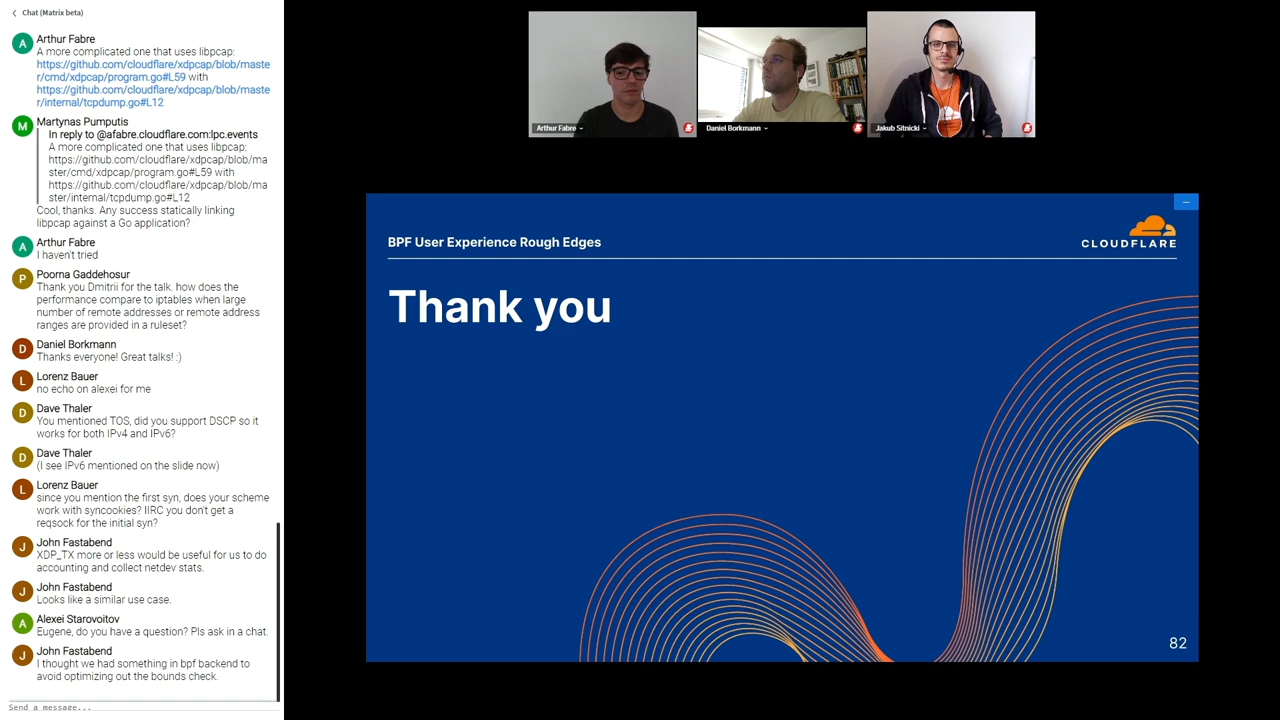 Chat (Matrix beta)
Arthur Fabre
A more complicated one that uses libpcap:
https://github.com/cloudflare/xdpcap/blob/maste
r/cmd/xdpcap/program.go#L59 with
https://github.com/cloudflare/xdpcap/blob/maste
r/internal/tcpdump.go#L12
Martynas Pumputis
In reply to @afabre.cloudflare.com:lpc.events
A more complicated one that uses libpcap:
https://github.com/cloudflare/xdpcap/blob/ma
ster/cmd/xdpcap/program.go#L59 with
https://github.com/cloudflare/xdpcap/blob/ma
ster/internal/tcpdump.go#L12
Cool, thanks. Any success statically linking
libpcap against a Go application?
Arthur Fabre
I haven't tried
Poorna Gaddehosur
Thank you Dmitrii for the talk. how does the
performance compare to iptables when large
number of remote addresses or remote address
ranges are provided in a ruleset?
Daniel Borkmann
Thanks everyone! Great talks! :)
Lorenz Bauer
no echo on alexei for me
Dave Thaler
You mentioned TOS, did you support DSCP so it
works for both IPv4 and IPv6?
Dave Thaler
(I see IPv6 mentioned on the slide now)
Lorenz Bauer
since you mention the first syn, does your scheme
work with syncookies? IIRC you don't get a
reqsock for the initial syn?
John Fastabend
XDP_TX more or less would be useful for us to do
accounting and collect netdev stats.
John Fastabend
Looks like a similar use case.
Alexei Starovoitov
Eugene, do you have a question? Pls ask in a chat.
John Fastabend
I thought we had something in bpf backend to
avoid optimizing out the bounds check.
Send a message...
A
M
A
P
D
L
D
D
L
J
J
A
J
Arthur Fabre
Daniel Borkmann
Jakub Sitnicki
BPF User Experience Rough Edges
CLOUDFLARE
Thank you
82